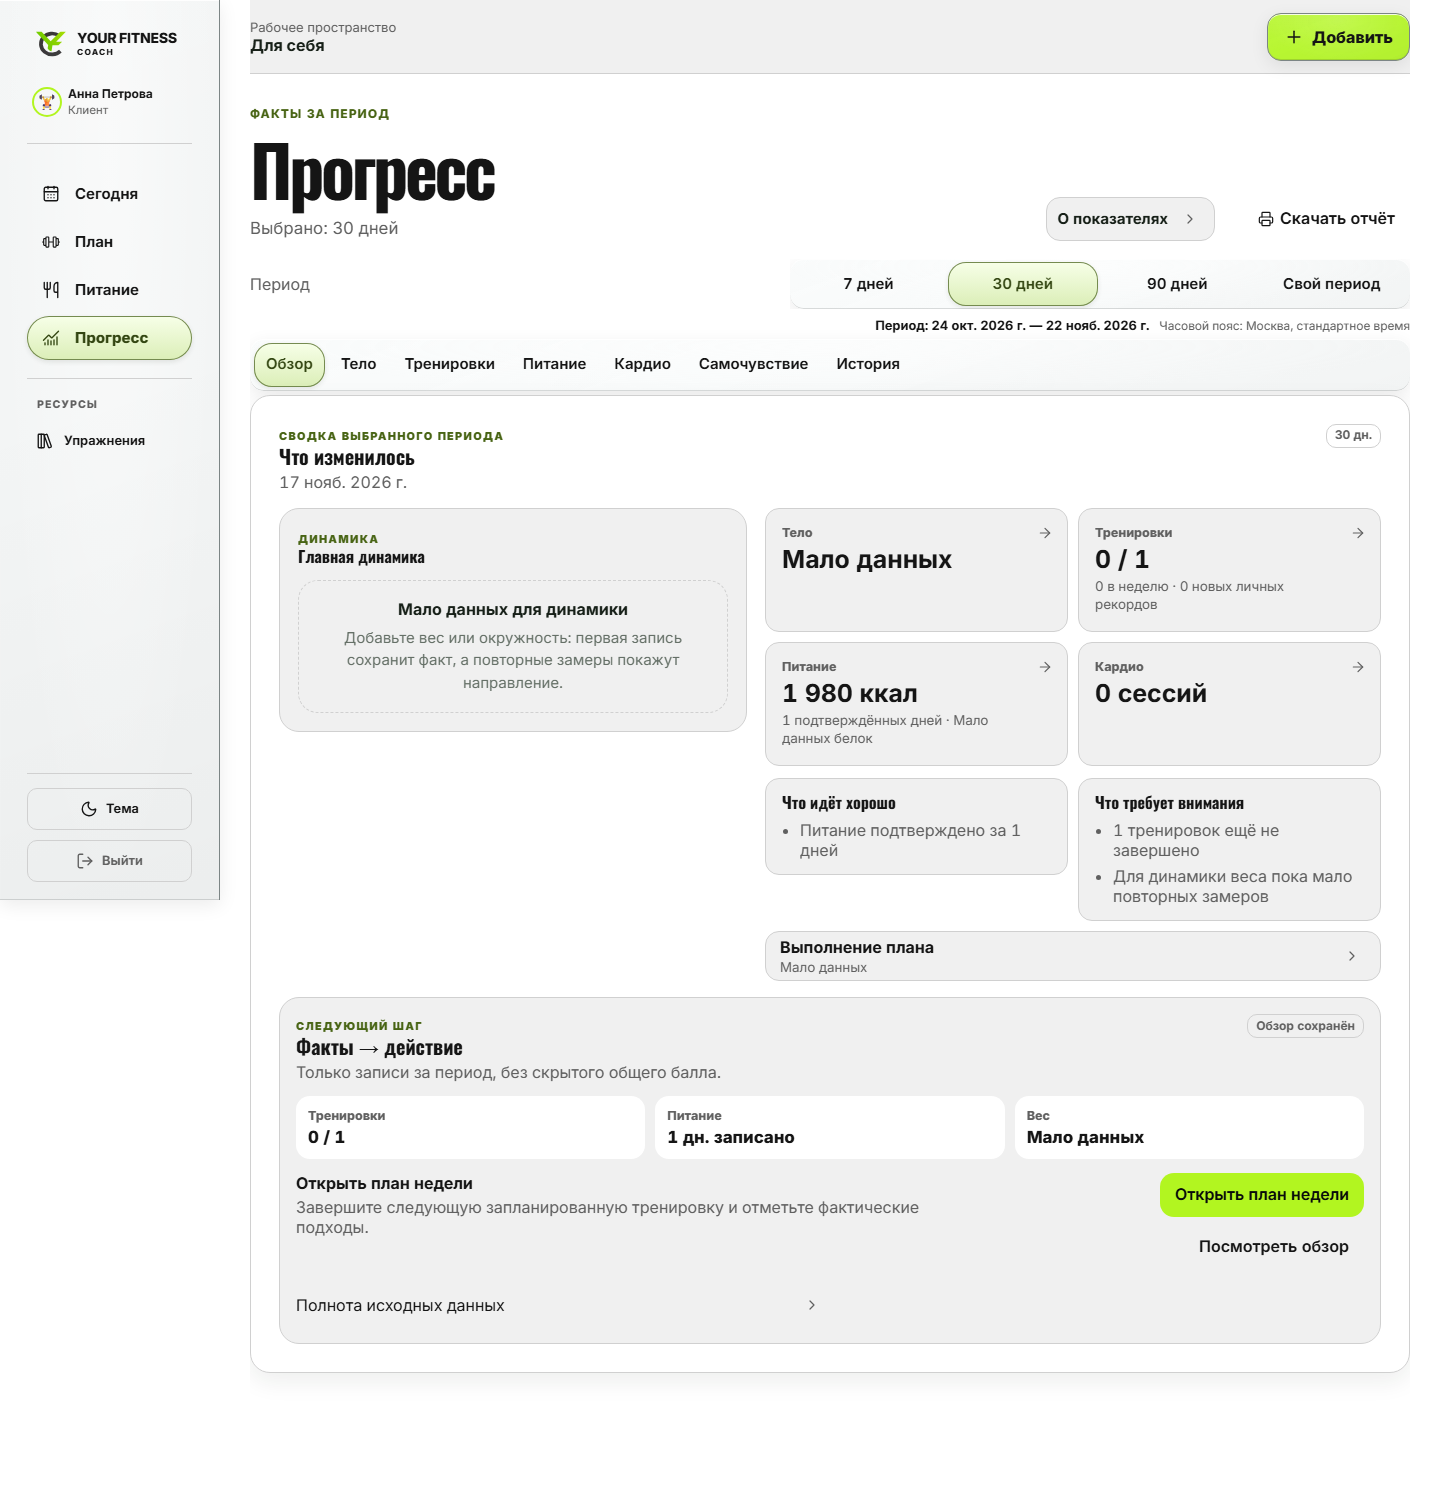 YOUR FITNESS
COACH
Анна Петрова
Клиент
Сегодня
План
Питание
Прогресс
РЕСУРСЫ
Упражнения
Тема
Выйти
Рабочее пространство
Для себя
Добавить
ФАКТЫ ЗА ПЕРИОД
Прогресс
Выбрано: 30 дней
О показателях
Скачать отчёт
Период
7 дней
30 дней
90 дней
Свой период
Период: 24 окт. 2026 г. — 22 нояб. 2026 г. Часовой пояс: Москва, стандартное время
Обзор
Тело
Тренировки
Питание
Кардио
Самочувствие
История
СВОДКА ВЫБРАННОГО ПЕРИОДА
30 дн.
Что изменилось
17 нояб. 2026 г.
ДИНАМИКА
Главная динамика
Мало данных для динамики
Добавьте вес или окружность: первая запись
сохранит факт, а повторные замеры покажут
направление.
Тело
Мало данных
Тренировки
0 / 1
0 в неделю · 0 новых личных
рекордов
Питание
1 980 ккал
1 подтверждённых дней · Мало
данных белок
Кардио
0 сессий
Что идёт хорошо
• Питание подтверждено за 1
дней
Что требует внимания
• 1 тренировок ещё не
завершено
• Для динамики веса пока мало
повторных замеров
Выполнение плана
Мало данных
СЛЕДУЮЩИЙ ШАГ
Обзор сохранён
Факты → действие
Только записи за период, без скрытого общего балла.
Тренировки
0 / 1
Питание
1 дн. записано
Вес
Мало данных
Открыть план недели
Завершите следующую запланированную тренировку и отметьте фактические
подходы.
Открыть план недели
Посмотреть обзор
Полнота исходных данных